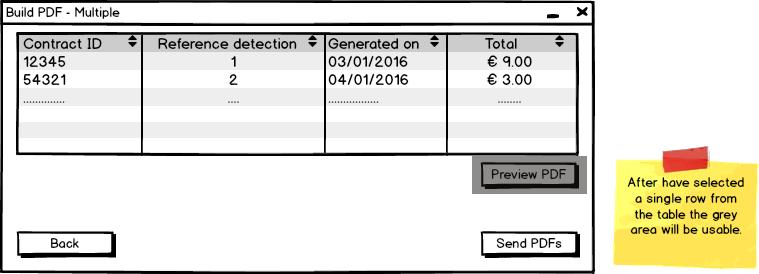 Build PDF - Multiple
Contract ID Reference detection Generated on Total
12345 1 03/01/2016 € 9.00
54321 2 04/01/2016 € 3.00
.............. .... ................. ........
Preview PDF
Back Send PDFs
After have selected
a single row from
the table the grey
area will be usable.